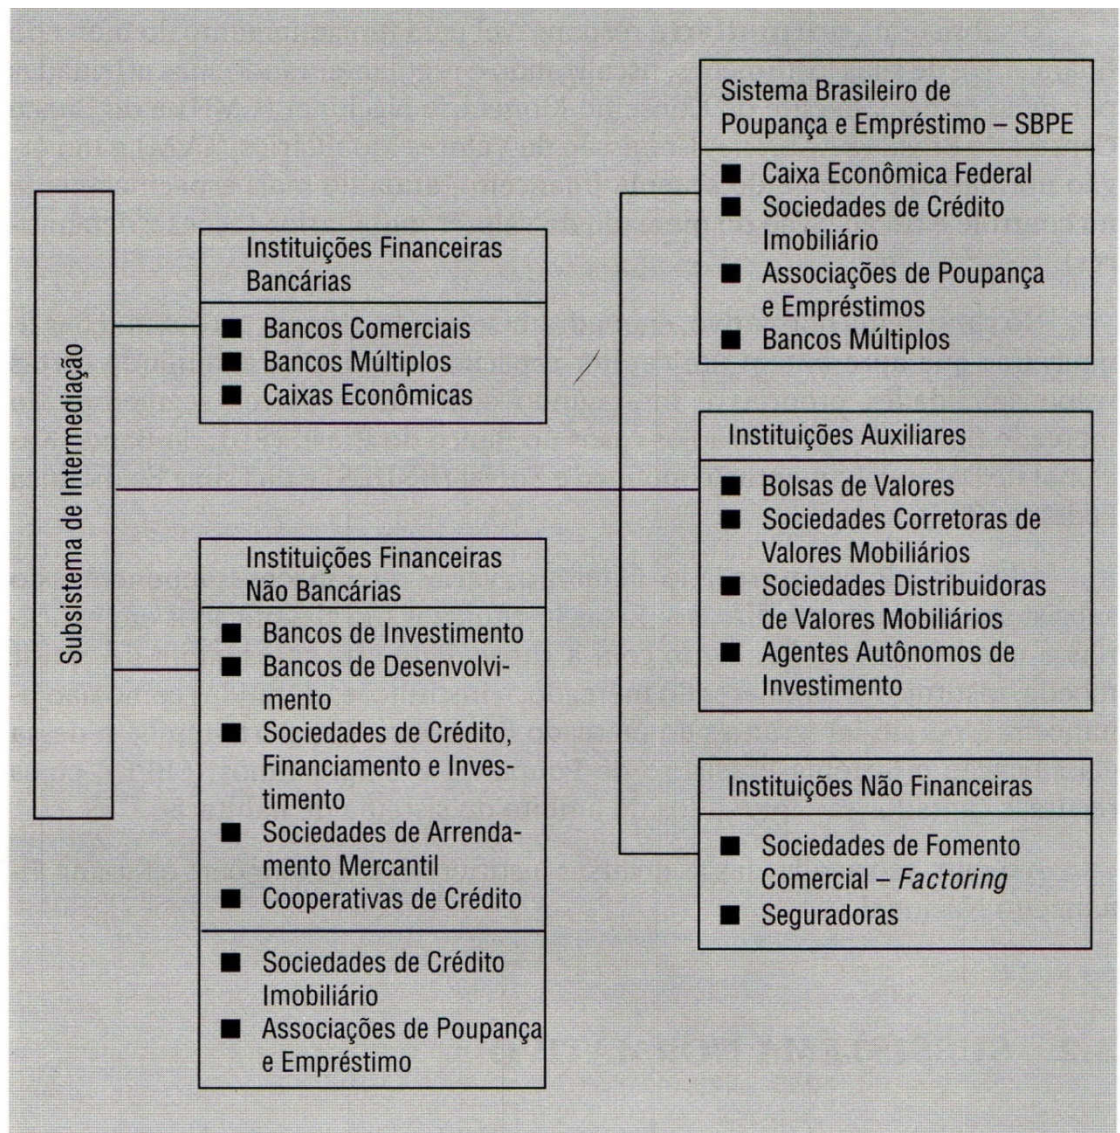 Subsistema de Intermediação
Instituições Financeiras
Bancárias
■ Bancos Comerciais
■ Bancos Múltiplos
■ Caixas Econômicas
Instituições Financeiras
Não Bancárias
■ Bancos de Investimento
■ Bancos de Desenvolvi-
mento
■ Sociedades de Crédito,
Financiamento e Inves-
timento
■ Sociedades de Arrenda-
mento Mercantil
■ Cooperativas de Crédito
■ Sociedades de Crédito
Imobiliário
■ Associações de Poupança
e Empréstimo
Sistema Brasileiro de
Poupança e Empréstimo – SBPE
■ Caixa Econômica Federal
■ Sociedades de Crédito
Imobiliário
■ Associações de Poupança
e Empréstimos
■ Bancos Múltiplos
Instituições Auxiliares
■ Bolsas de Valores
■ Sociedades Corretoras de
Valores Mobiliários
■ Sociedades Distribuidoras
de Valores Mobiliários
■ Agentes Autônomos de
Investimento
Instituições Não Financeiras
■ Sociedades de Fomento
Comercial – Factoring
■ Seguradoras